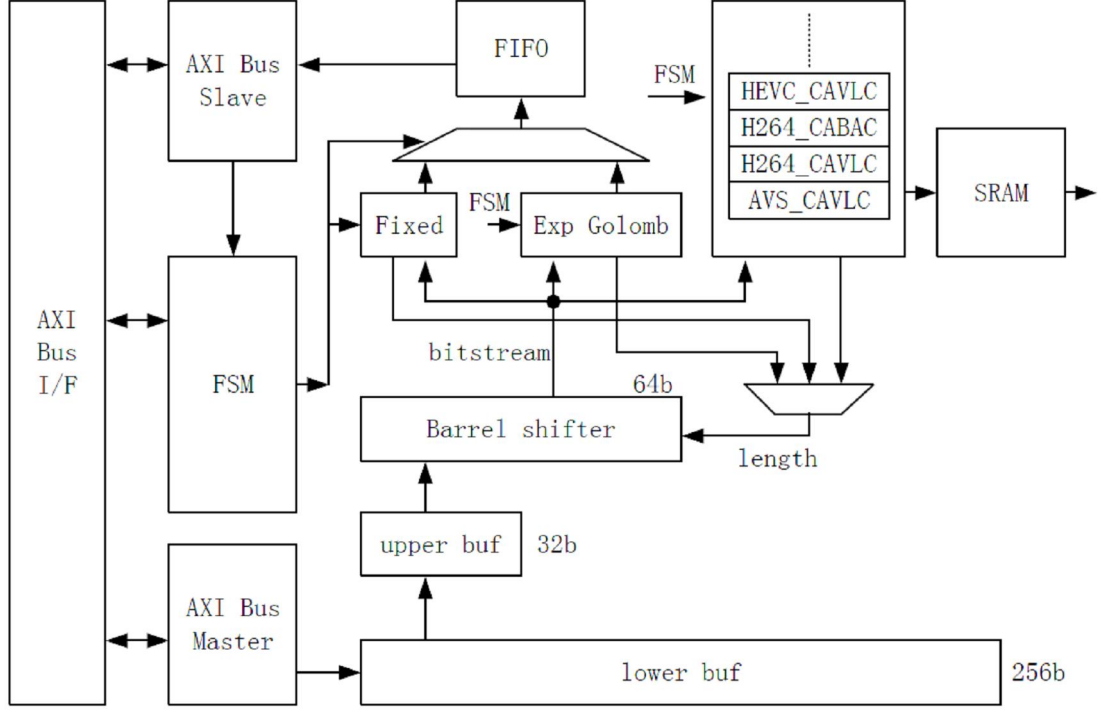 AXI Bus
Slave
FIFO
FSM
HEVC_CAVLC
H264_CABAC
H264_CAVLC
AVS_CAVLC
SRAM
Fixed
FSM
Exp Golomb
AXI
Bus
I/F
FSM
bitstream
64b
Barrel shifter
length
upper buf
32b
AXI Bus
Master
lower buf
256b